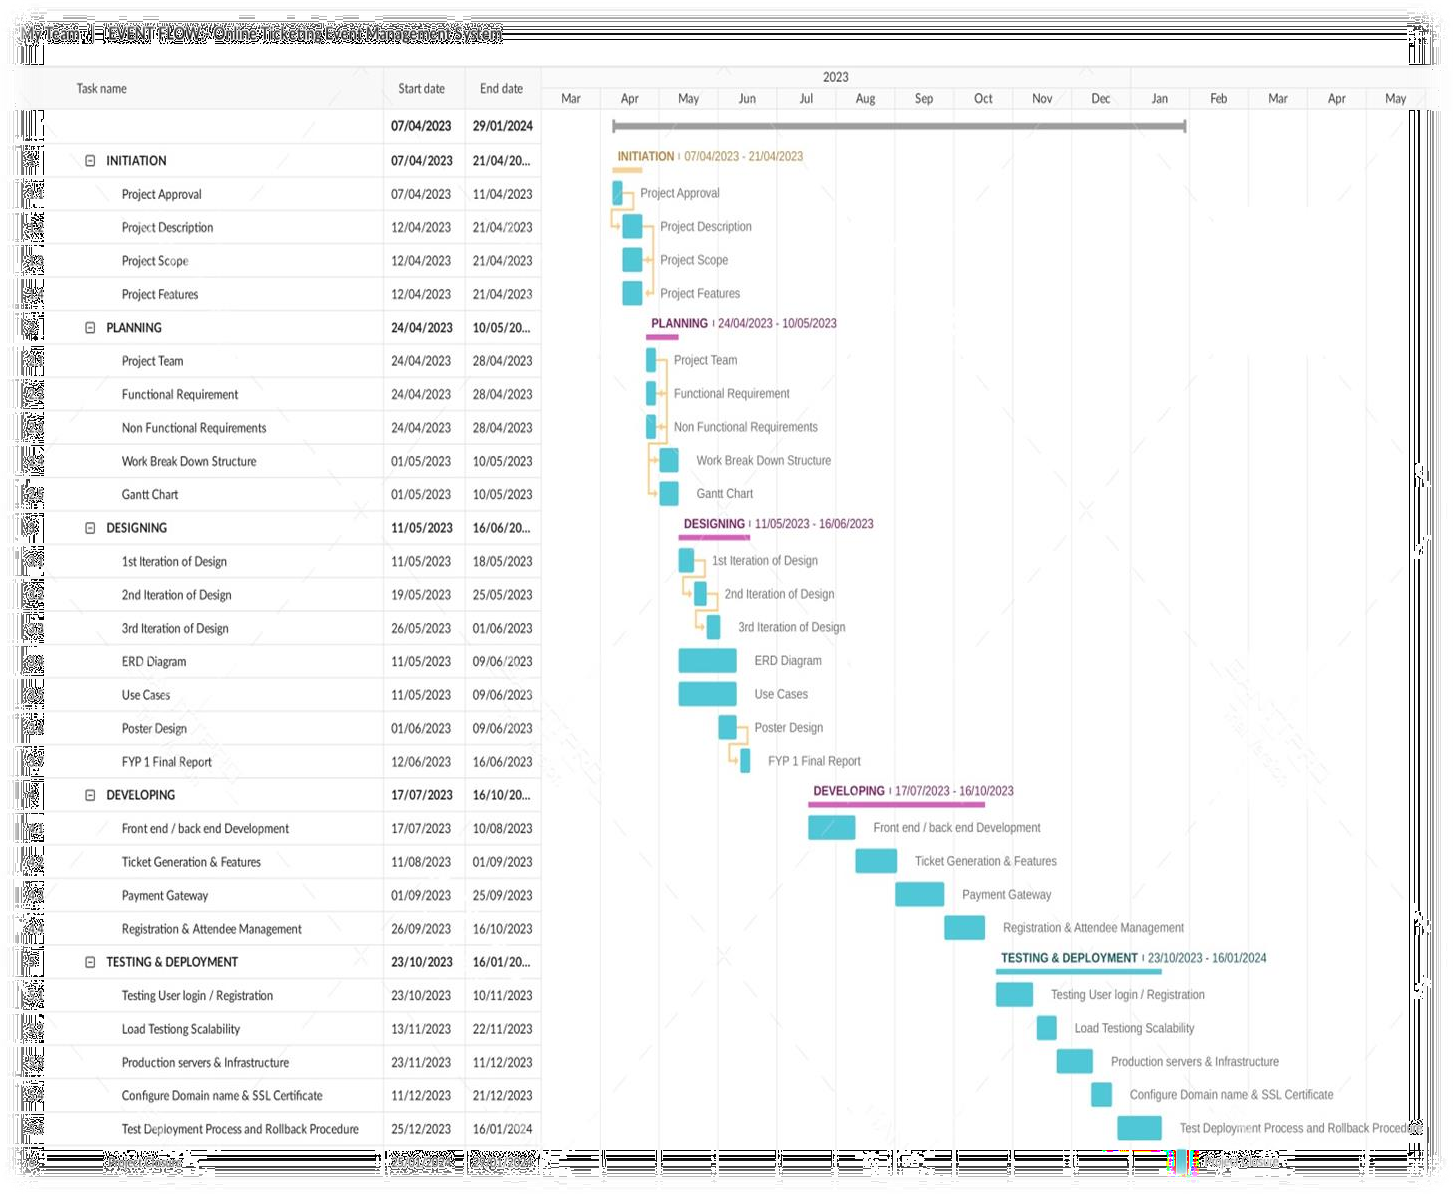 My Team / [EVENT FLOW] Online Ticketing Event Management System
Task name Start date End date 2023
Mar Apr May Jun Jul Aug Sep Oct Nov Dec Jan Feb Mar Apr May
07/04/2023 29/01/2024
INITIATION 07/04/2023 21/04/20... INITIATION 07/04/2023 - 21/04/2023
Project Approval 07/04/2023 11/04/2023 Project Approval
Project Description 12/04/2023 21/04/2023 Project Description
Project Scope 12/04/2023 21/04/2023 Project Scope
Project Features 12/04/2023 21/04/2023 Project Features
PLANNING 24/04/2023 10/05/20... PLANNING 24/04/2023 - 10/05/2023
Project Team 24/04/2023 28/04/2023 Project Team
Functional Requirement 24/04/2023 28/04/2023 Functional Requirement
Non Functional Requirements 24/04/2023 28/04/2023 Non Functional Requirements
Work Break Down Structure 01/05/2023 10/05/2023 Work Break Down Structure
Gantt Chart 01/05/2023 10/05/2023 Gantt Chart
DESIGNING 11/05/2023 16/06/20... DESIGNING 11/05/2023 - 16/06/2023
1st Iteration of Design 11/05/2023 18/05/2023 1st Iteration of Design
2nd Iteration of Design 19/05/2023 25/05/2023 2nd Iteration of Design
3rd Iteration of Design 26/05/2023 01/06/2023 3rd Iteration of Design
ERD Diagram 11/05/2023 09/06/2023 ERD Diagram
Use Cases 11/05/2023 09/06/2023 Use Cases
Poster Design 01/06/2023 09/06/2023 Poster Design
FYP 1 Final Report 12/06/2023 16/06/2023 FYP 1 Final Report
DEVELOPING 17/07/2023 16/10/20... DEVELOPING 17/07/2023 - 16/10/2023
Front end / back end Development 17/07/2023 10/08/2023 Front end / back end Development
Ticket Generation & Features 11/08/2023 01/09/2023 Ticket Generation & Features
Payment Gateway 01/09/2023 25/09/2023 Payment Gateway
Registration & Attendee Management 26/09/2023 16/10/2023 Registration & Attendee Management
TESTING & DEPLOYMENT 23/10/2023 16/01/20... TESTING & DEPLOYMENT 23/10/2023 - 16/01/2024
Testing User login / Registration 23/10/2023 10/11/2023 Testing User login / Registration
Load Testiong Scalability 13/11/2023 22/11/2023 Load Testiong Scalability
Production servers & Infrastructure 23/11/2023 11/12/2023 Production servers & Infrastructure
Configure Domain name & SSL Certificate 11/12/2023 21/12/2023 Configure Domain name & SSL Certificate
Test Deployment Process and Rollback Procedure 25/12/2023 16/01/2024 Test Deployment Process and Rollback Procedure